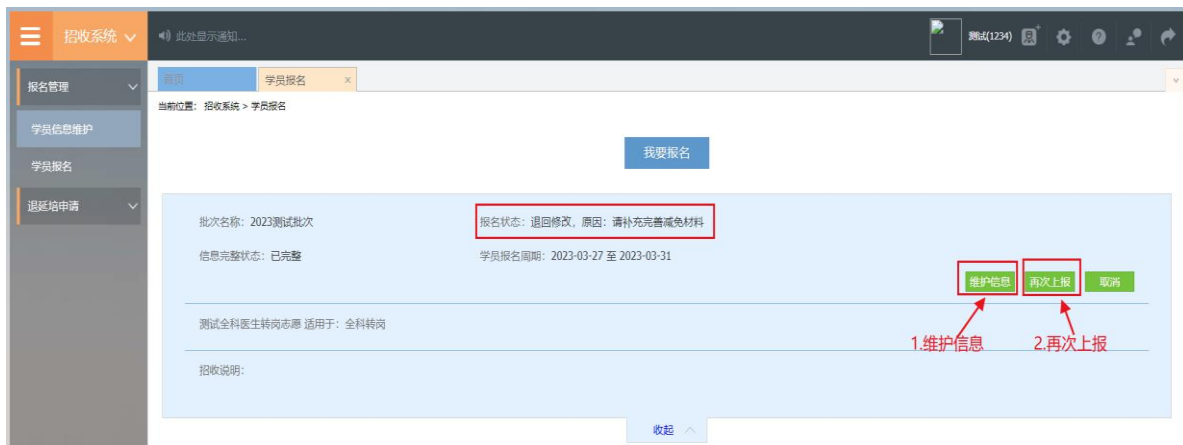 招收系统
此处显示通知...
测试(1234)
报名管理
学员信息维护
学员报名
退延培申请
首页
学员报名 ×
当前位置： 招收系统 > 学员报名
我要报名
批次名称：2023测试批次
报名状态：退回修改，原因：请补充完善减免材料
信息完整状态：已完整
学员报名周期：2023-03-27 至 2023-03-31
维护信息 再次上报 取消
1.维护信息 2.再次上报
测试全科医生转岗志愿 适用于：全科转岗
招收说明：
收起